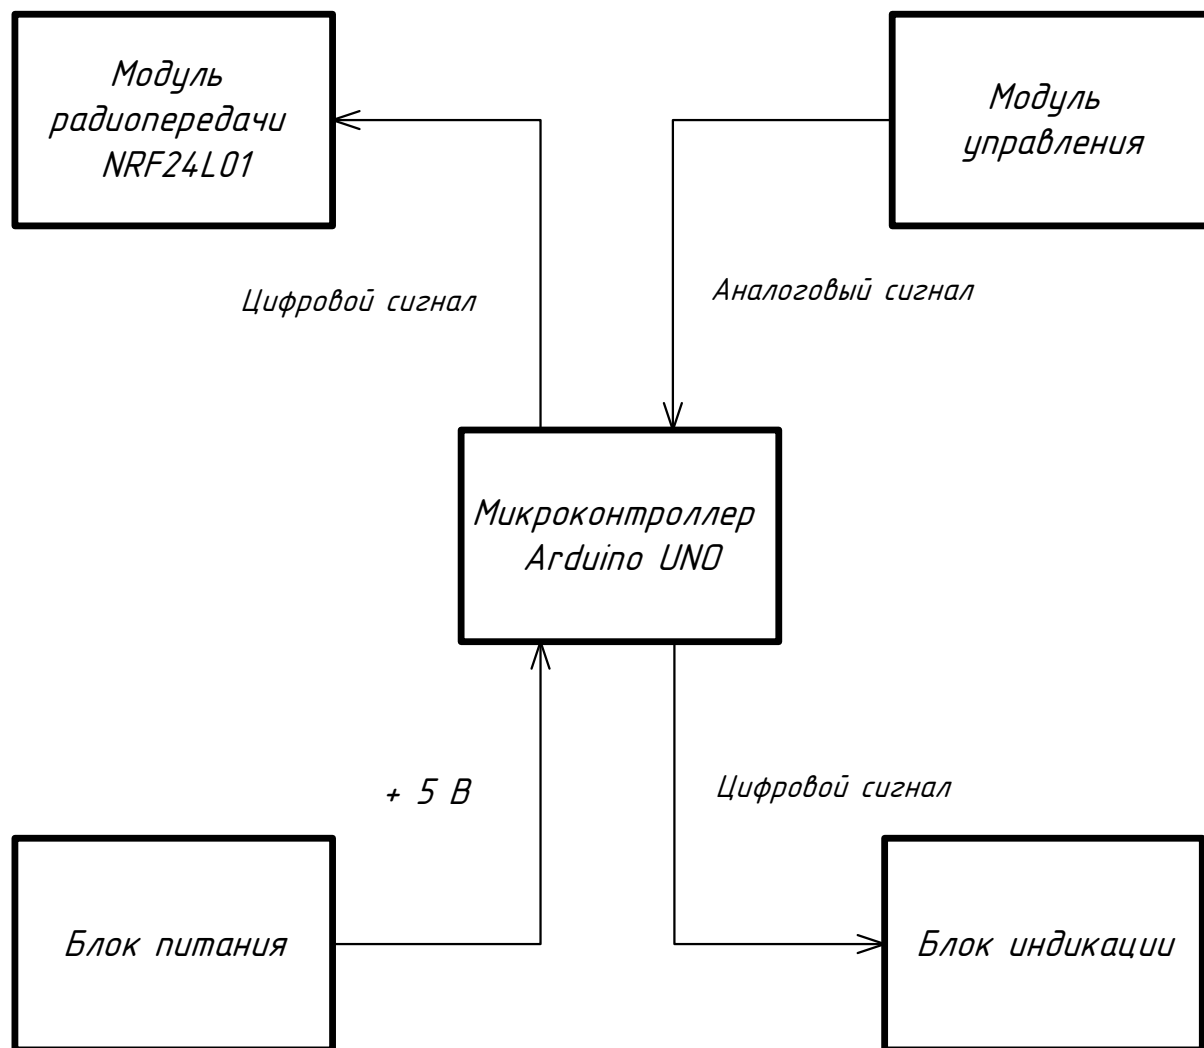 Модуль
радиопередачи
NRF24L01
Модуль
управления
Цифровой сигнал
Аналоговый сигнал
Микроконтроллер
Arduino UNO
+ 5 В
Цифровой сигнал
Блок питания
Блок индикации